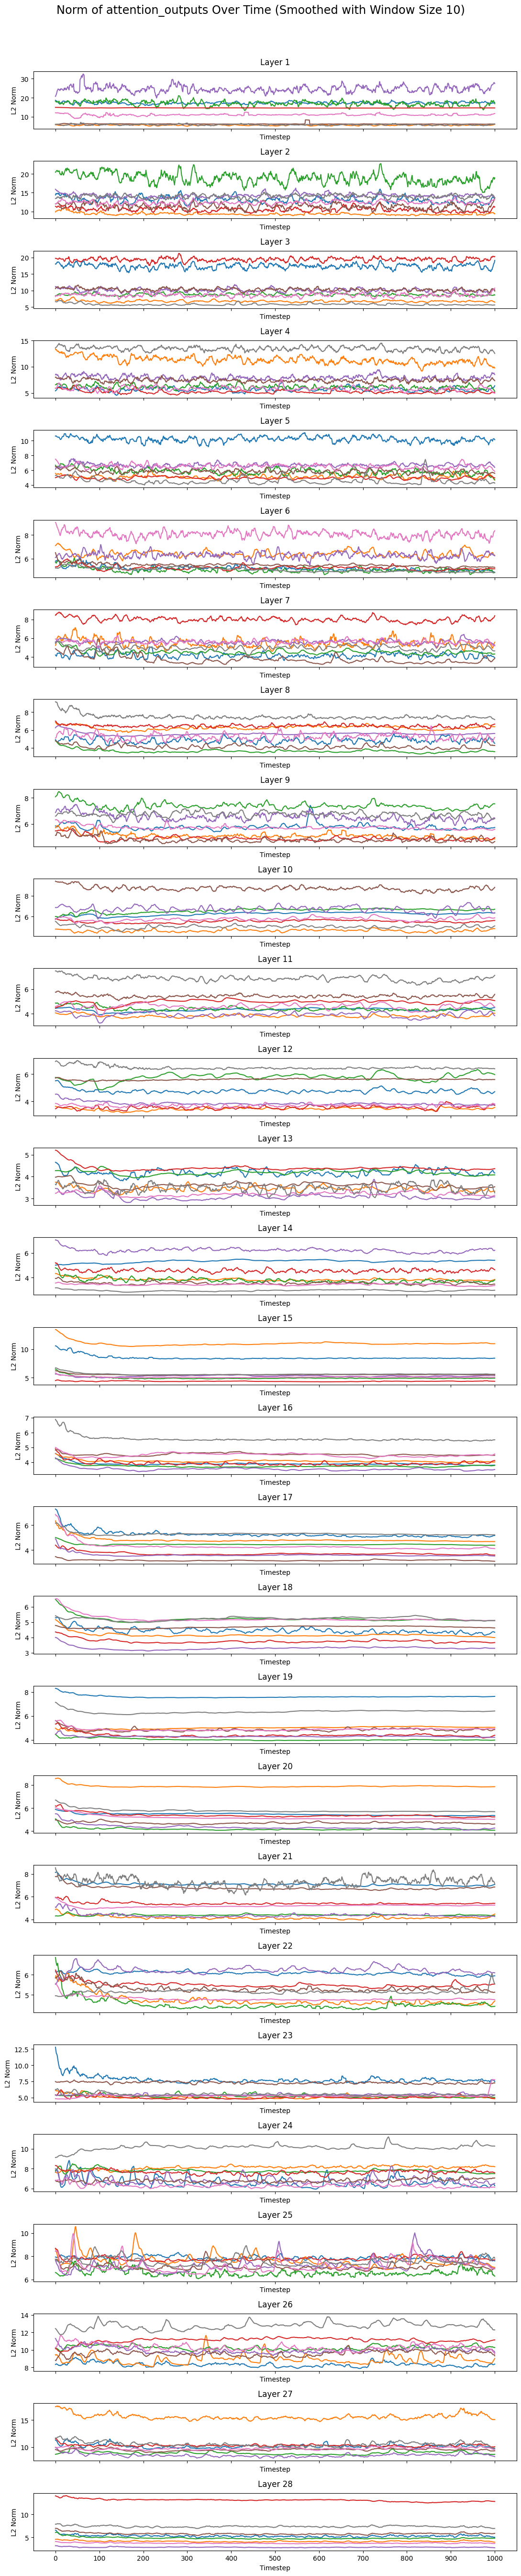 Norm of attention_outputs Over Time (Smoothed with Window Size 10)
Layer 1
30
20
10
L2 Norm
Timestep
Layer 2
20
15
10
L2 Norm
Timestep
Layer 3
20
15
10
5
L2 Norm
Timestep
Layer 4
15
10
5
L2 Norm
Timestep
Layer 5
10
8
6
4
L2 Norm
Timestep
Layer 6
8
6
L2 Norm
Timestep
Layer 7
8
6
4
L2 Norm
Timestep
Layer 8
8
6
4
L2 Norm
Timestep
Layer 9
8
6
L2 Norm
Timestep
Layer 10
8
6
L2 Norm
Timestep
Layer 11
6
4
L2 Norm
Timestep
Layer 12
6
4
L2 Norm
Timestep
Layer 13
5
4
3
L2 Norm
Timestep
Layer 14
6
4
L2 Norm
Timestep
Layer 15
10
5
L2 Norm
Timestep
Layer 16
7
6
5
4
L2 Norm
Timestep
Layer 17
6
4
L2 Norm
Timestep
Layer 18
6
5
4
3
L2 Norm
Timestep
Layer 19
8
6
4
L2 Norm
Timestep
Layer 20
8
6
4
L2 Norm
Timestep
Layer 21
8
6
4
L2 Norm
Timestep
Layer 22
6
5
L2 Norm
Timestep
Layer 23
12.5
10.0
7.5
5.0
L2 Norm
Timestep
Layer 24
10
8
6
L2 Norm
Timestep
Layer 25
10
8
6
L2 Norm
Timestep
Layer 26
14
12
10
8
L2 Norm
Timestep
Layer 27
15
10
L2 Norm
Timestep
Layer 28
10
5
L2 Norm
0 100 200 300 400 500 600 700 800 900 1000
Timestep